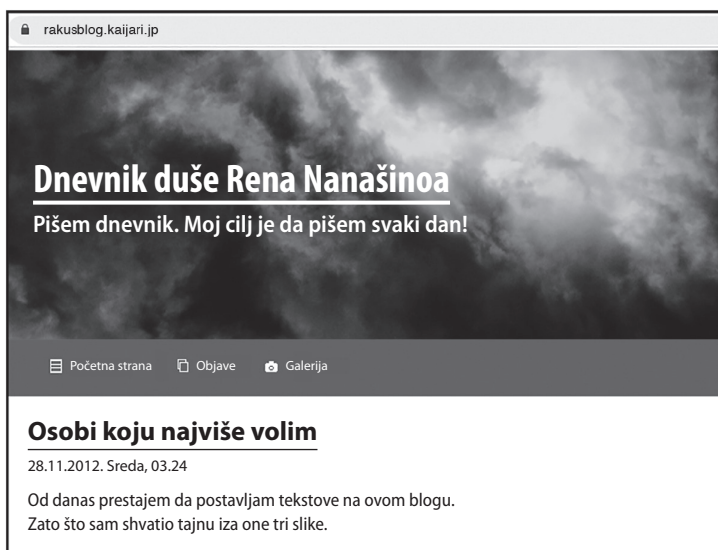 rakusblog.kaijari.jp
Dnevnik duše Rena Nanašinoa
Pišem dnevnik. Moj cilj je da pišem svaki dan!
Početna strana Objave Galerija
Osobi koju najviše volim
28.11.2012. Sreda, 03.24
Od danas prestajem da postavljam tekstove na ovom blogu.
Zato što sam shvatio tajnu iza one tri slike.